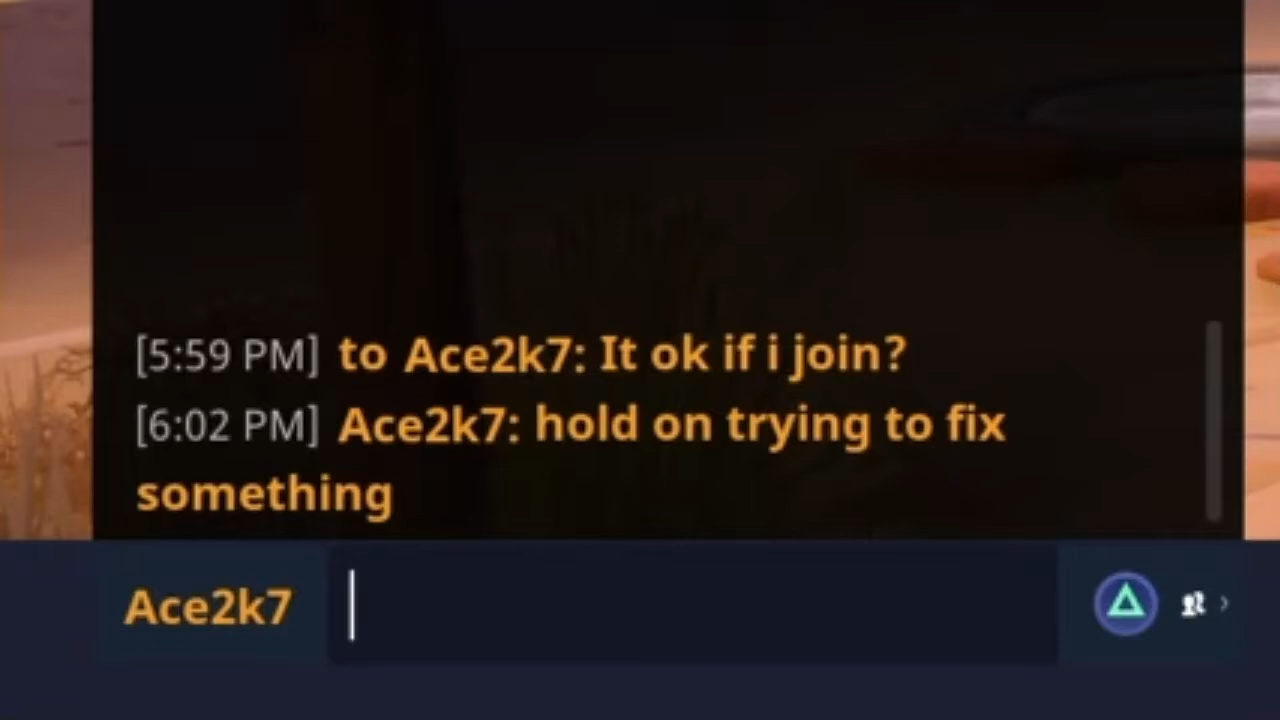 [5:59 PM] to Ace2k7: It ok if i join?
[6:02 PM] Ace2k7: hold on trying to fix
something
Ace2k7